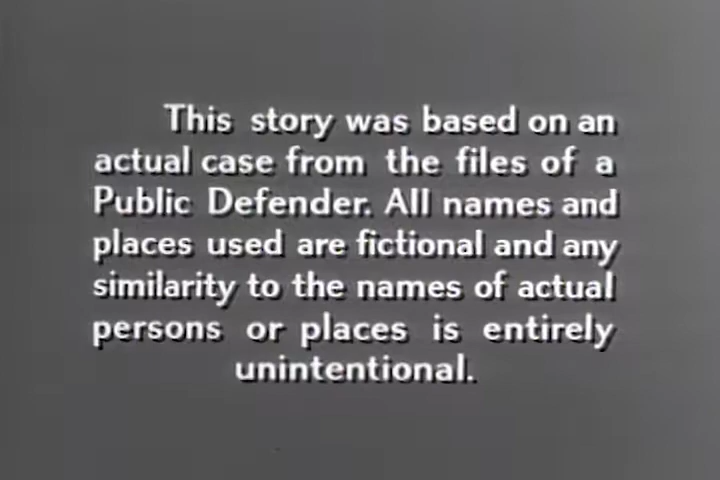 This story was based on an
actual case from the files of a
Public Defender. All names and
places used are fictional and any
similarity to the names of actual
persons or places is entirely
unintentional.